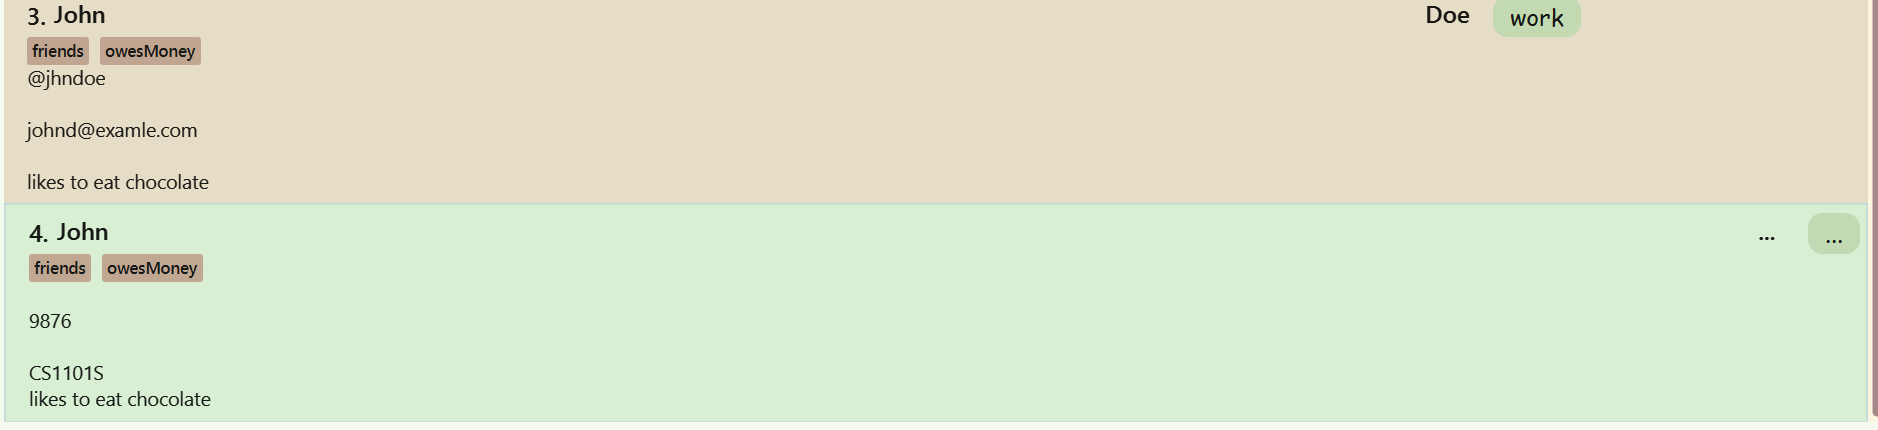 3. John Doe work
friends owesMoney
@jhndoe
johnd@examle.com
likes to eat chocolate
4. John ... ...
friends owesMoney
9876
CS1101S
likes to eat chocolate